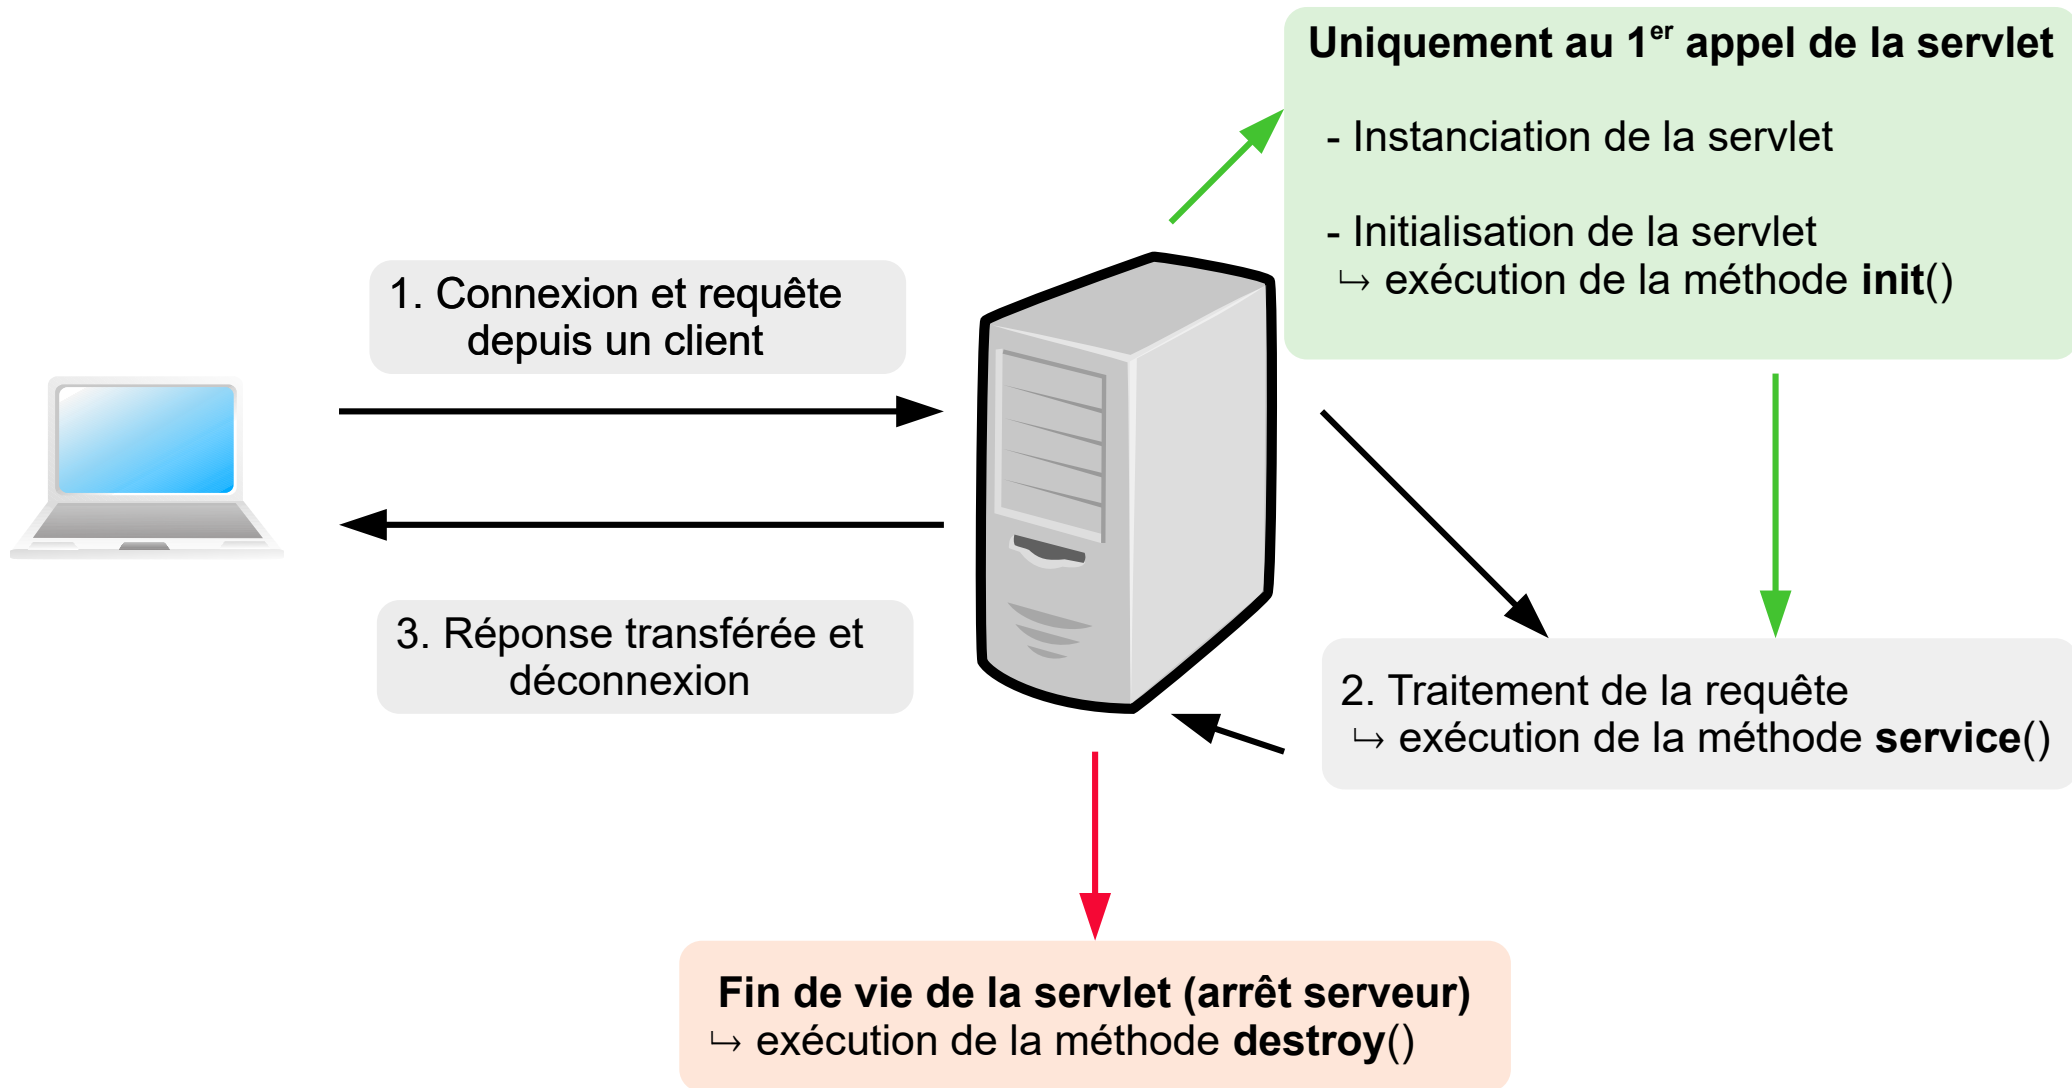 Uniquement au 1er appel de la servlet
- Instanciation de la servlet
- Initialisation de la servlet
↳ exécution de la méthode init()
1. Connexion et requête
depuis un client
3. Réponse transférée et
déconnexion
2. Traitement de la requête
↳ exécution de la méthode service()
Fin de vie de la servlet (arrêt serveur)
↳ exécution de la méthode destroy()